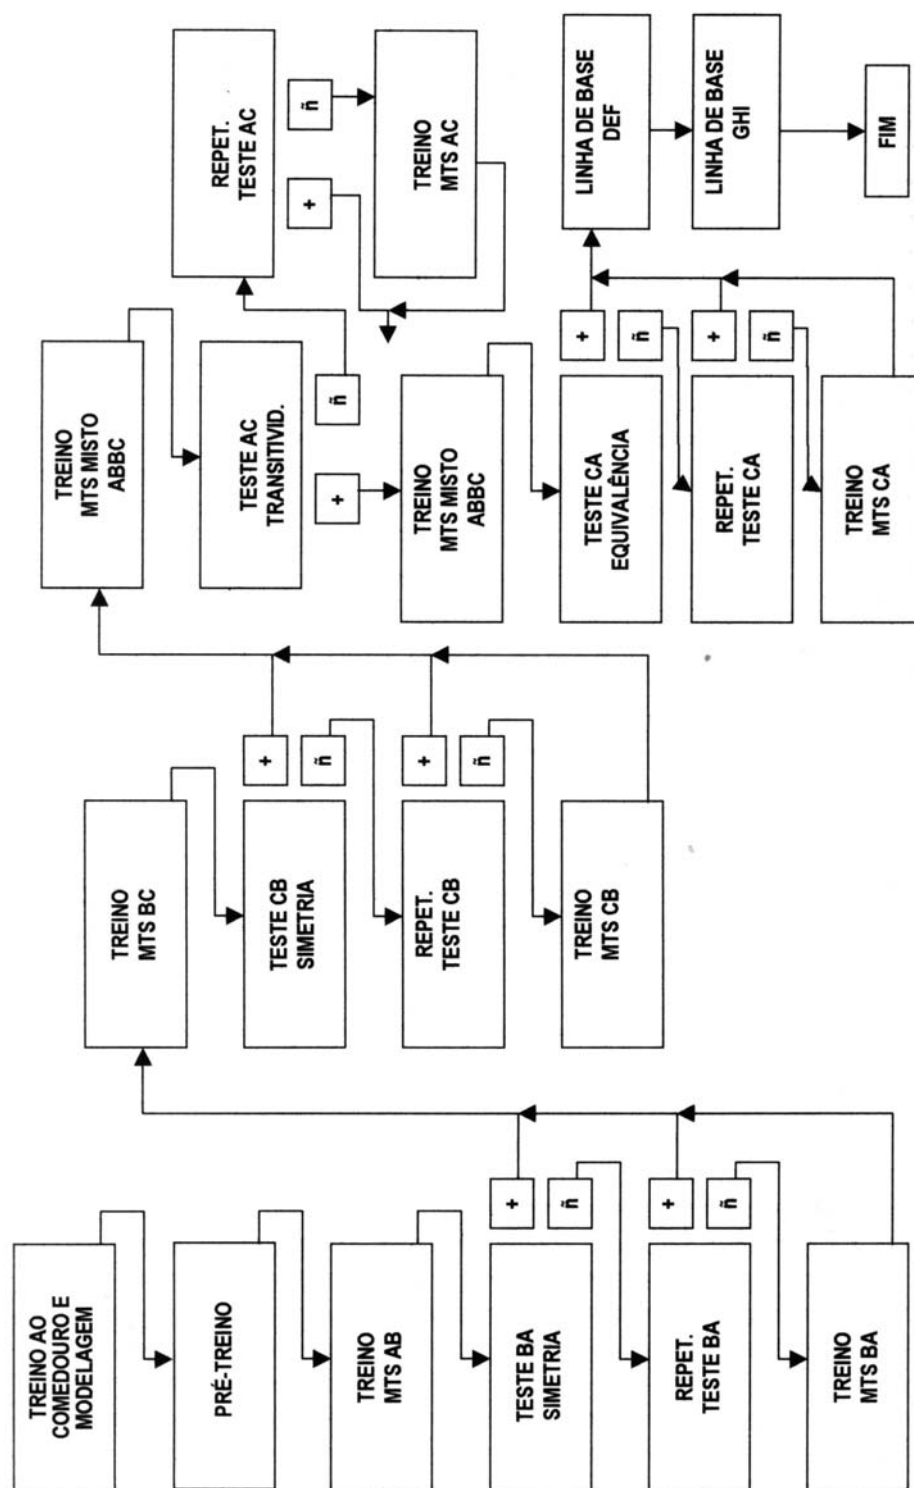 TREINO AO
COMEDOURO E
MODELAGEM
PRÉ-TREINO
TREINO
MTS AB
TESTE BA
SIMETRIA
+
ñ
REPET.
TESTE BA
+
ñ
TREINO
MTS BA
TREINO
MTS BC
TESTE CB
SIMETRIA
+
ñ
REPET.
TESTE CB
+
ñ
TREINO
MTS CB
TREINO
MTS MISTO
ABBC
TESTE AC
TRANSITIVID.
+
ñ
REPET.
TESTE AC
+
ñ
TREINO
MTS AC
TREINO
MTS MISTO
ABBC
TESTE CA
EQUIVALÊNCIA
+
ñ
REPET.
TESTE CA
+
ñ
TREINO
MTS CA
LINHA DE BASE
DEF
LINHA DE BASE
GHI
FIM